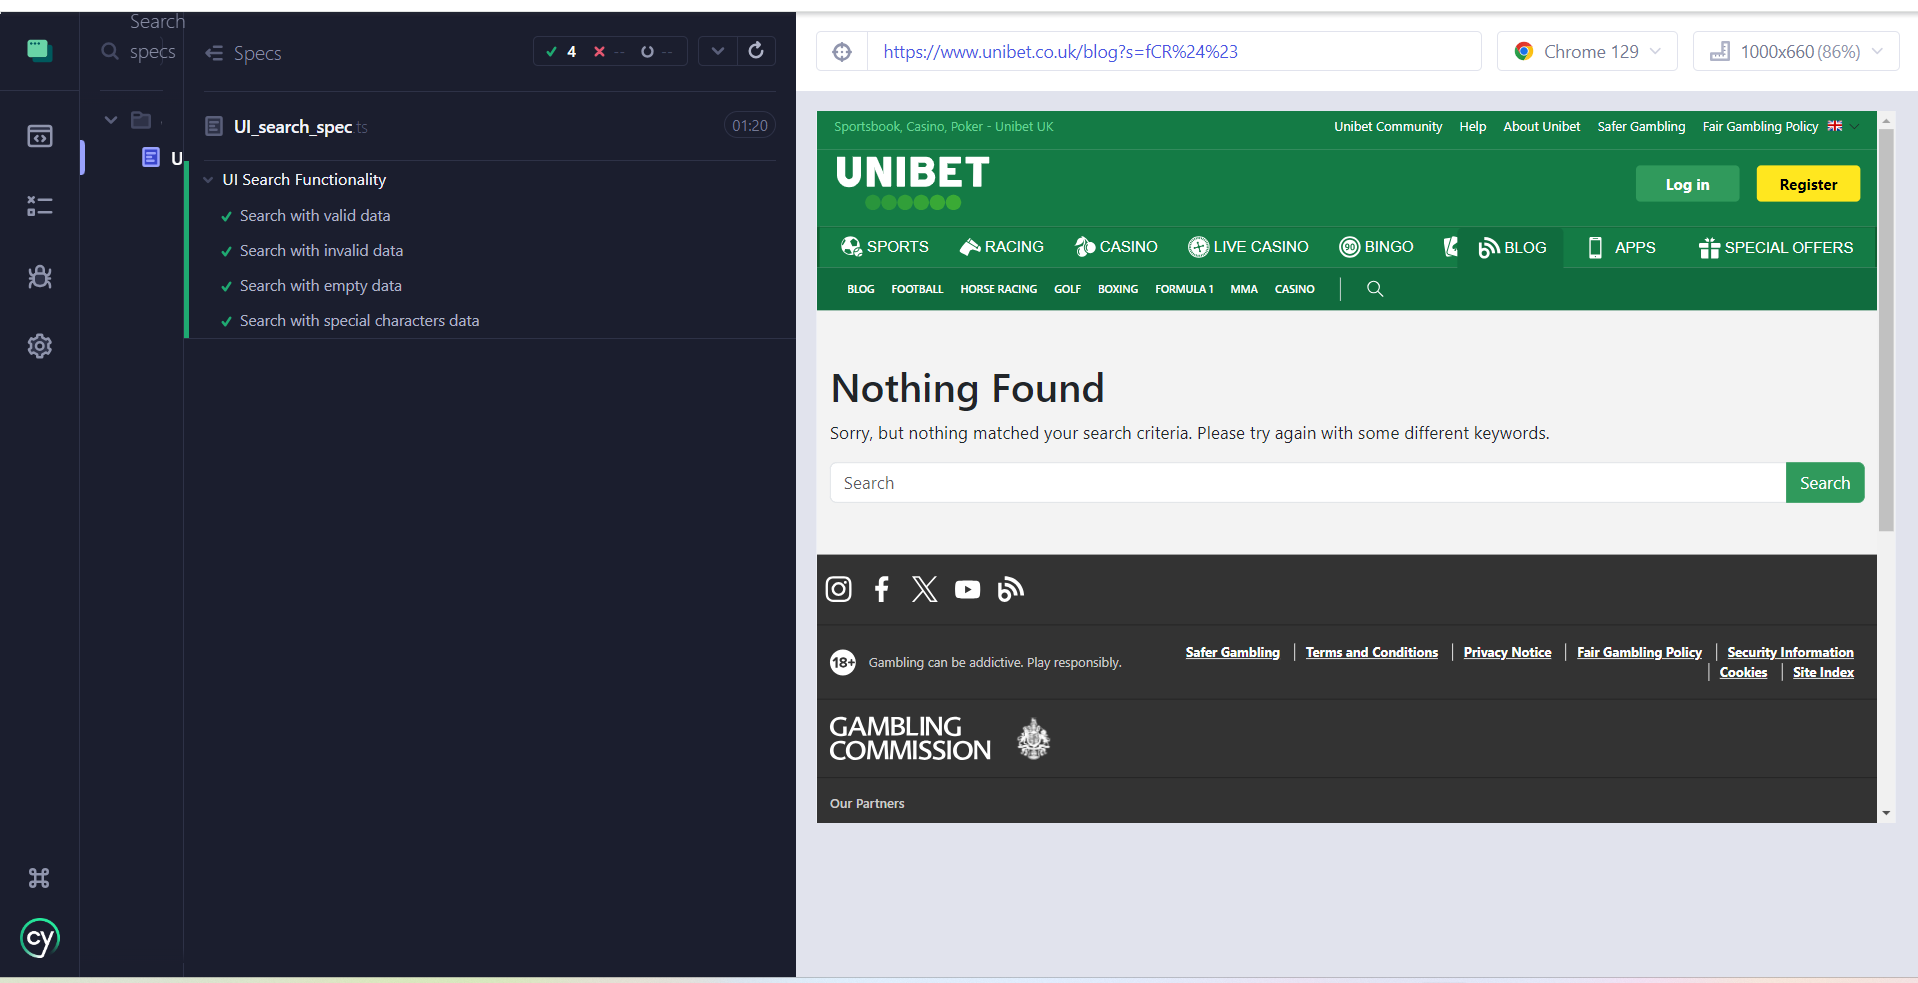 Search
specs
U
Specs
4 -- --
UI_search_spec.ts
01:20
UI Search Functionality
Search with valid data
Search with invalid data
Search with empty data
Search with special characters data
cy
https://www.unibet.co.uk/blog?s=fCR%24%23
Chrome 129
1000x660 (86%)
Sportsbook, Casino, Poker - Unibet UK
Unibet Community Help About Unibet Safer Gambling Fair Gambling Policy
UNIBET
Log in
Register
SPORTS RACING CASINO LIVE CASINO 90 BINGO BLOG APPS SPECIAL OFFERS
BLOG FOOTBALL HORSE RACING GOLF BOXING FORMULA 1 MMA CASINO
Nothing Found
Sorry, but nothing matched your search criteria. Please try again with some different keywords.
Search
Search
18+ Gambling can be addictive. Play responsibly.
Safer Gambling Terms and Conditions Privacy Notice Fair Gambling Policy Security Information
Cookies Site Index
GAMBLING
COMMISSION
Our Partners